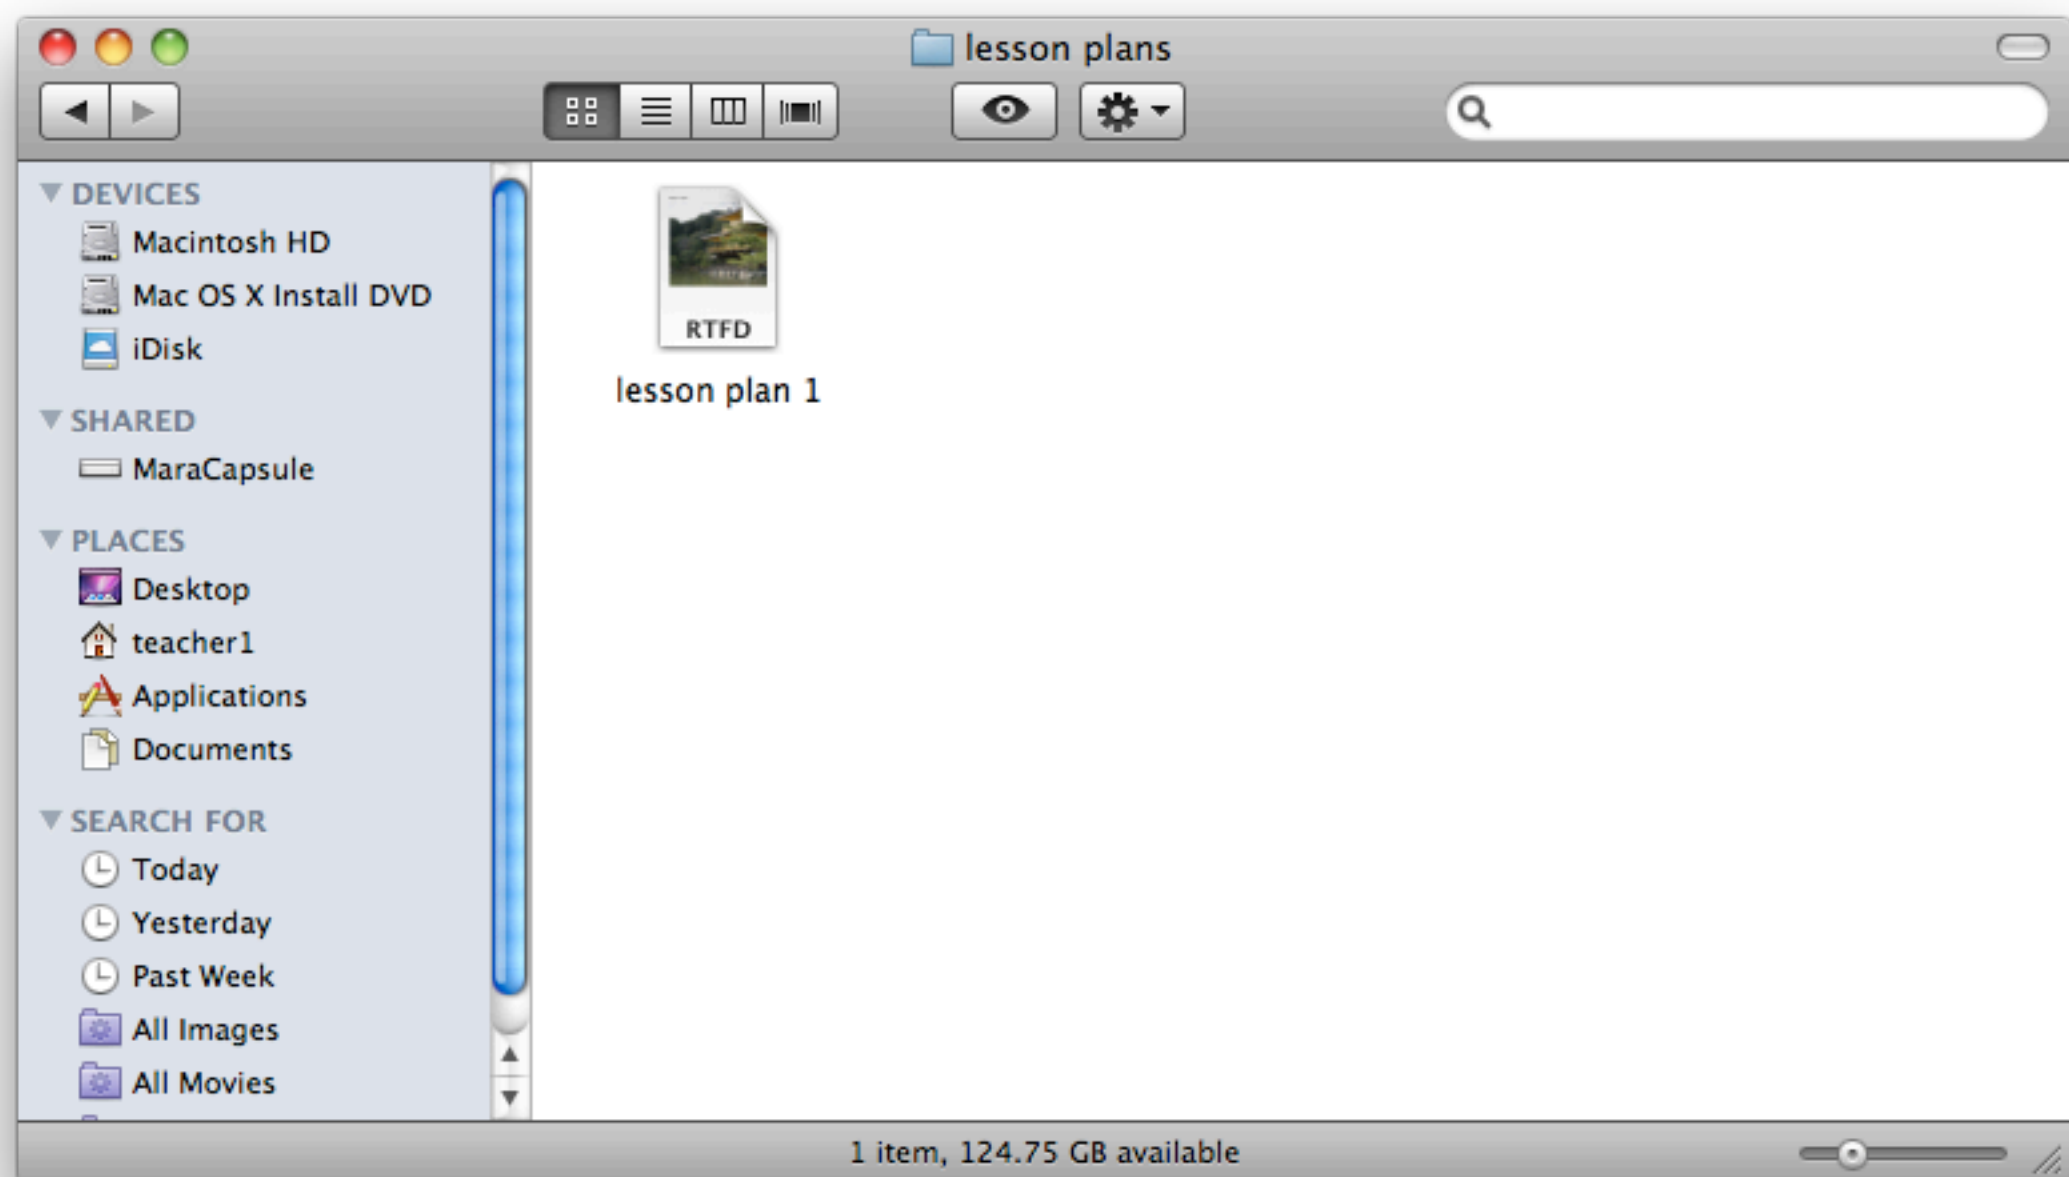 lesson plans
DEVICES
Macintosh HD
Mac OS X Install DVD
iDisk
SHARED
MaraCapsule
PLACES
Desktop
teacher1
Applications
Documents
SEARCH FOR
Today
Yesterday
Past Week
All Images
All Movies
RTFD
lesson plan 1
1 item, 124.75 GB available